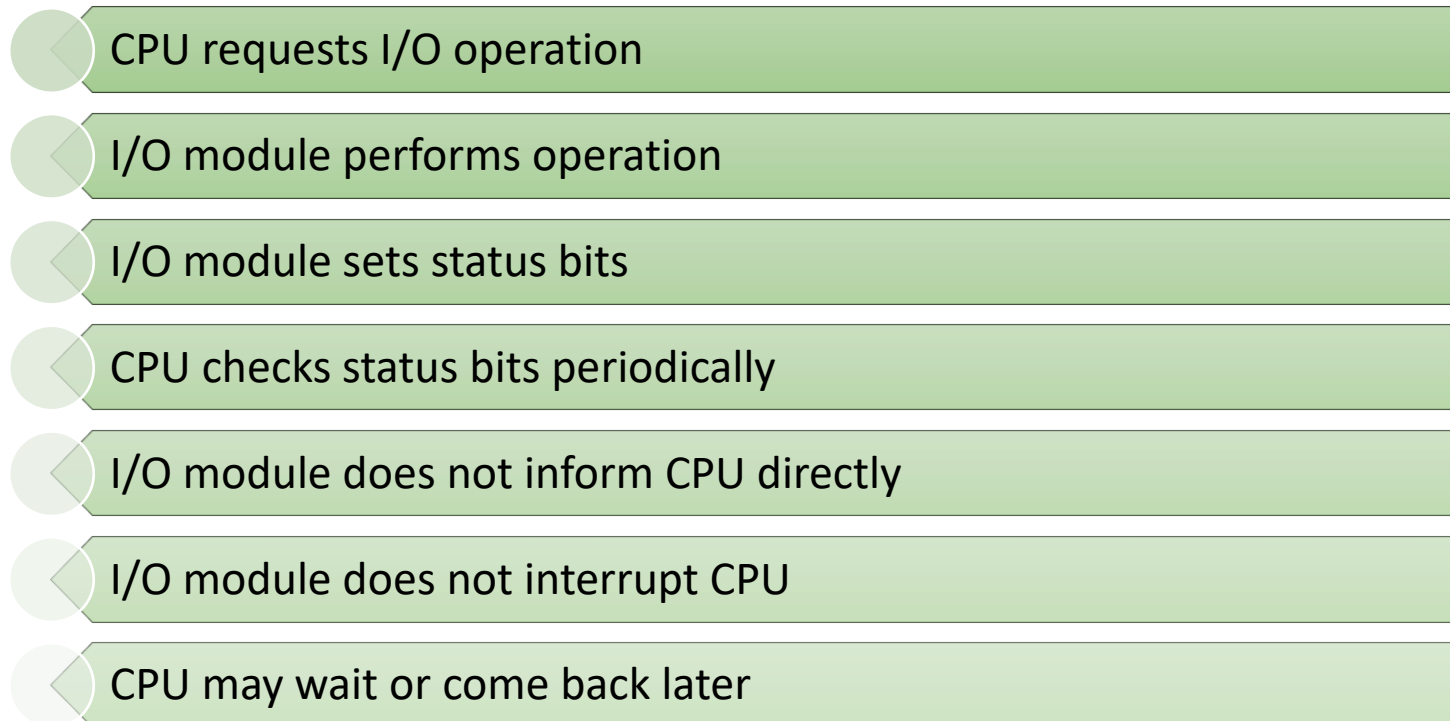 CPU requests I/O operation
I/O module performs operation
I/O module sets status bits
CPU checks status bits periodically
I/O module does not inform CPU directly
I/O module does not interrupt CPU
CPU may wait or come back later